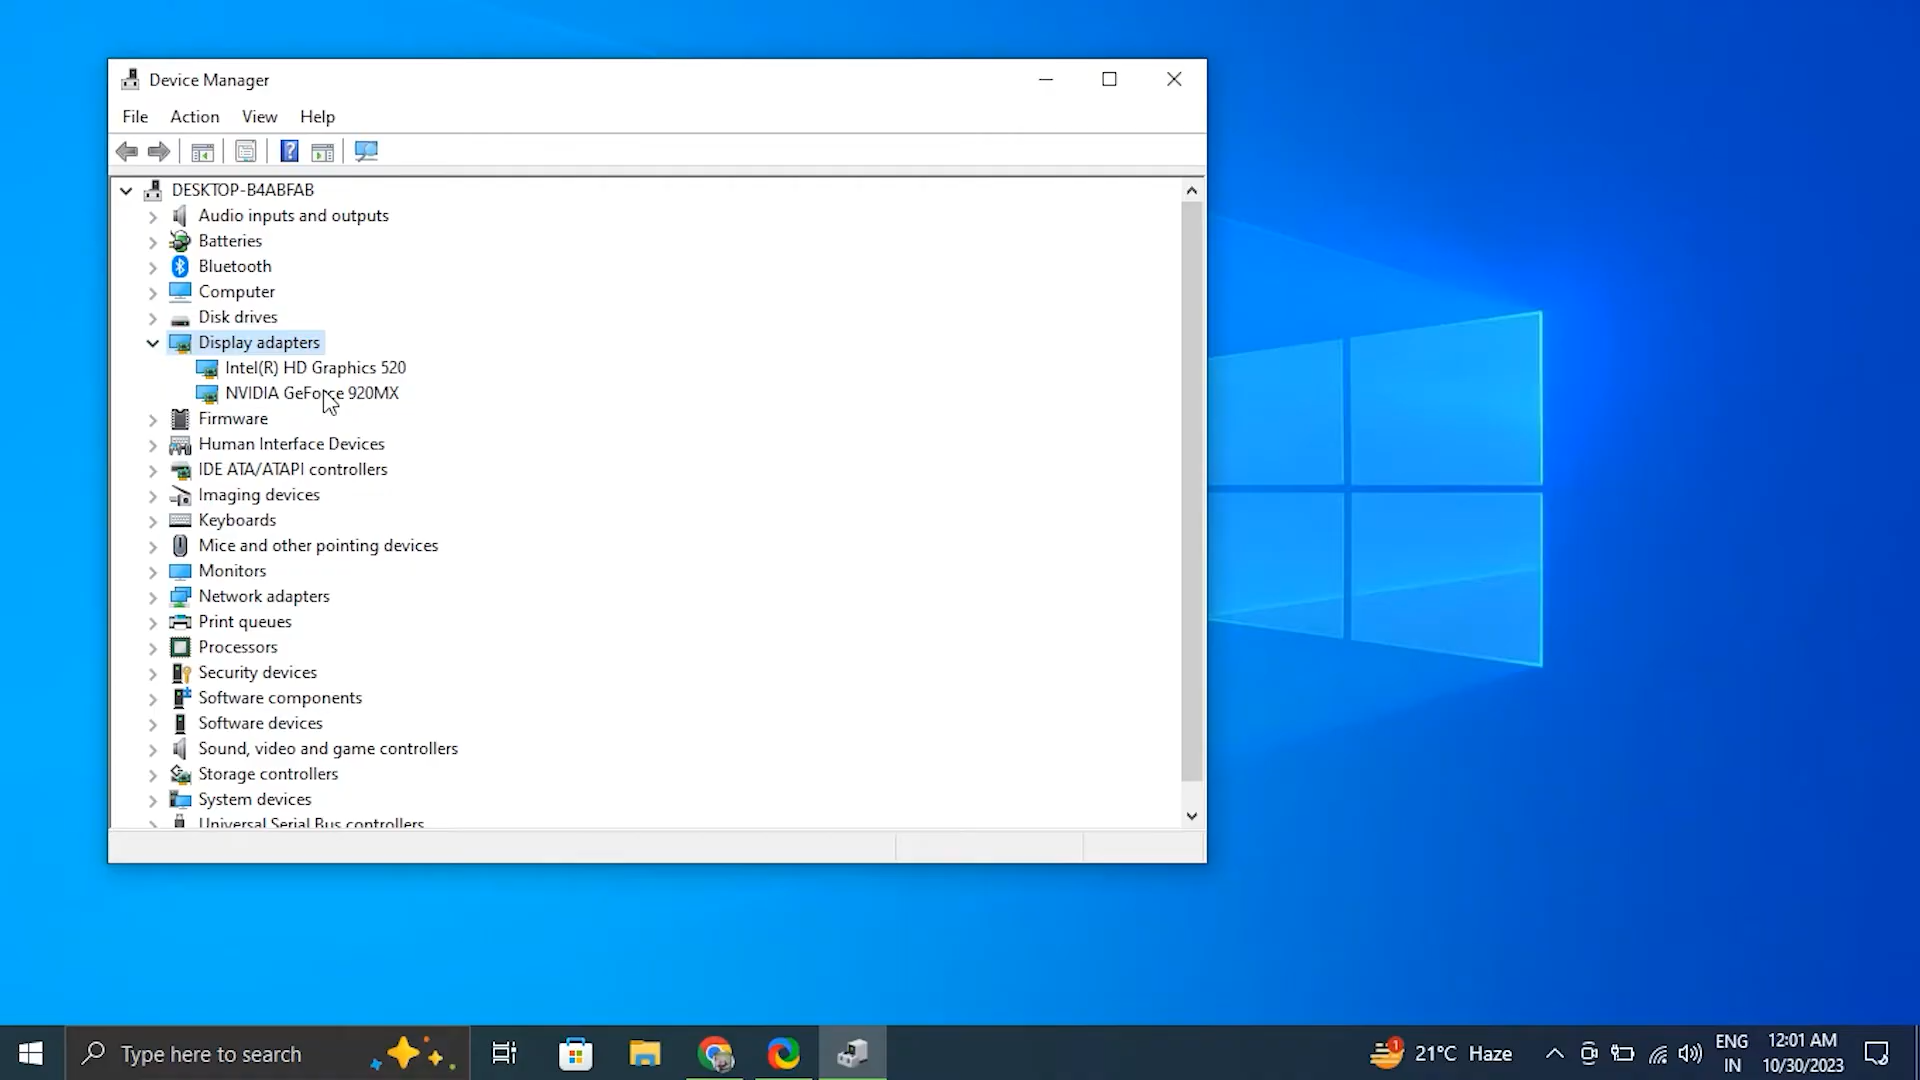 Device Manager
File Action View Help
DESKTOP-B4ABFAB
Audio inputs and outputs
Batteries
Bluetooth
Computer
Disk drives
Display adapters
Intel(R) HD Graphics 520
NVIDIA GeForce 920MX
Firmware
Human Interface Devices
IDE ATA/ATAPI controllers
Imaging devices
Keyboards
Mice and other pointing devices
Monitors
Network adapters
Print queues
Processors
Security devices
Software components
Software devices
Sound, video and game controllers
Storage controllers
System devices
Universal Serial Bus controllers
Type here to search
1
21°C Haze
ENG
IN
12:01 AM
10/30/2023